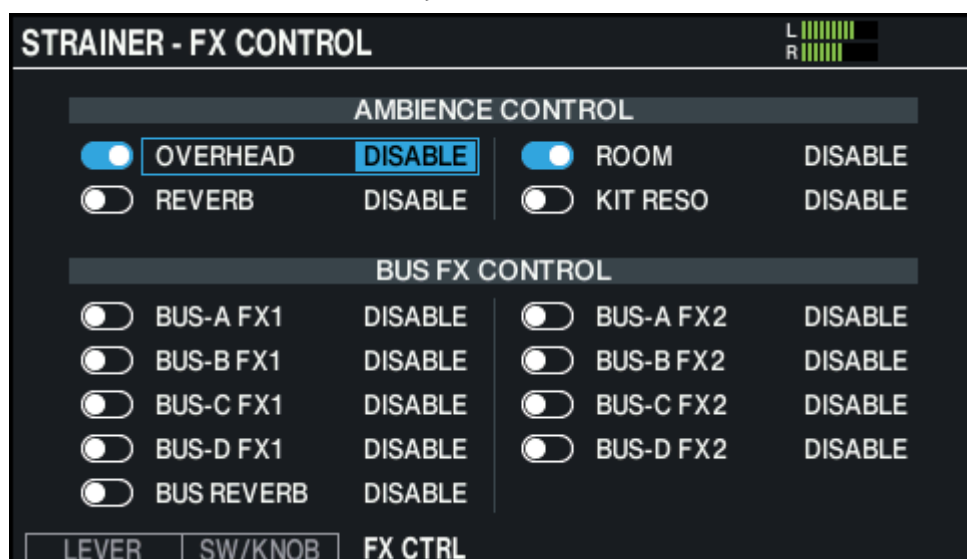 STRAINER - FX CONTROL L
R
AMBIENCE CONTROL
OVERHEAD DISABLE ROOM DISABLE
REVERB DISABLE KIT RESO DISABLE
BUS FX CONTROL
BUS-A FX1 DISABLE BUS-A FX2 DISABLE
BUS-B FX1 DISABLE BUS-B FX2 DISABLE
BUS-C FX1 DISABLE BUS-C FX2 DISABLE
BUS-D FX1 DISABLE BUS-D FX2 DISABLE
BUS REVERB DISABLE
LEVER SW/KNOB FX CTRL